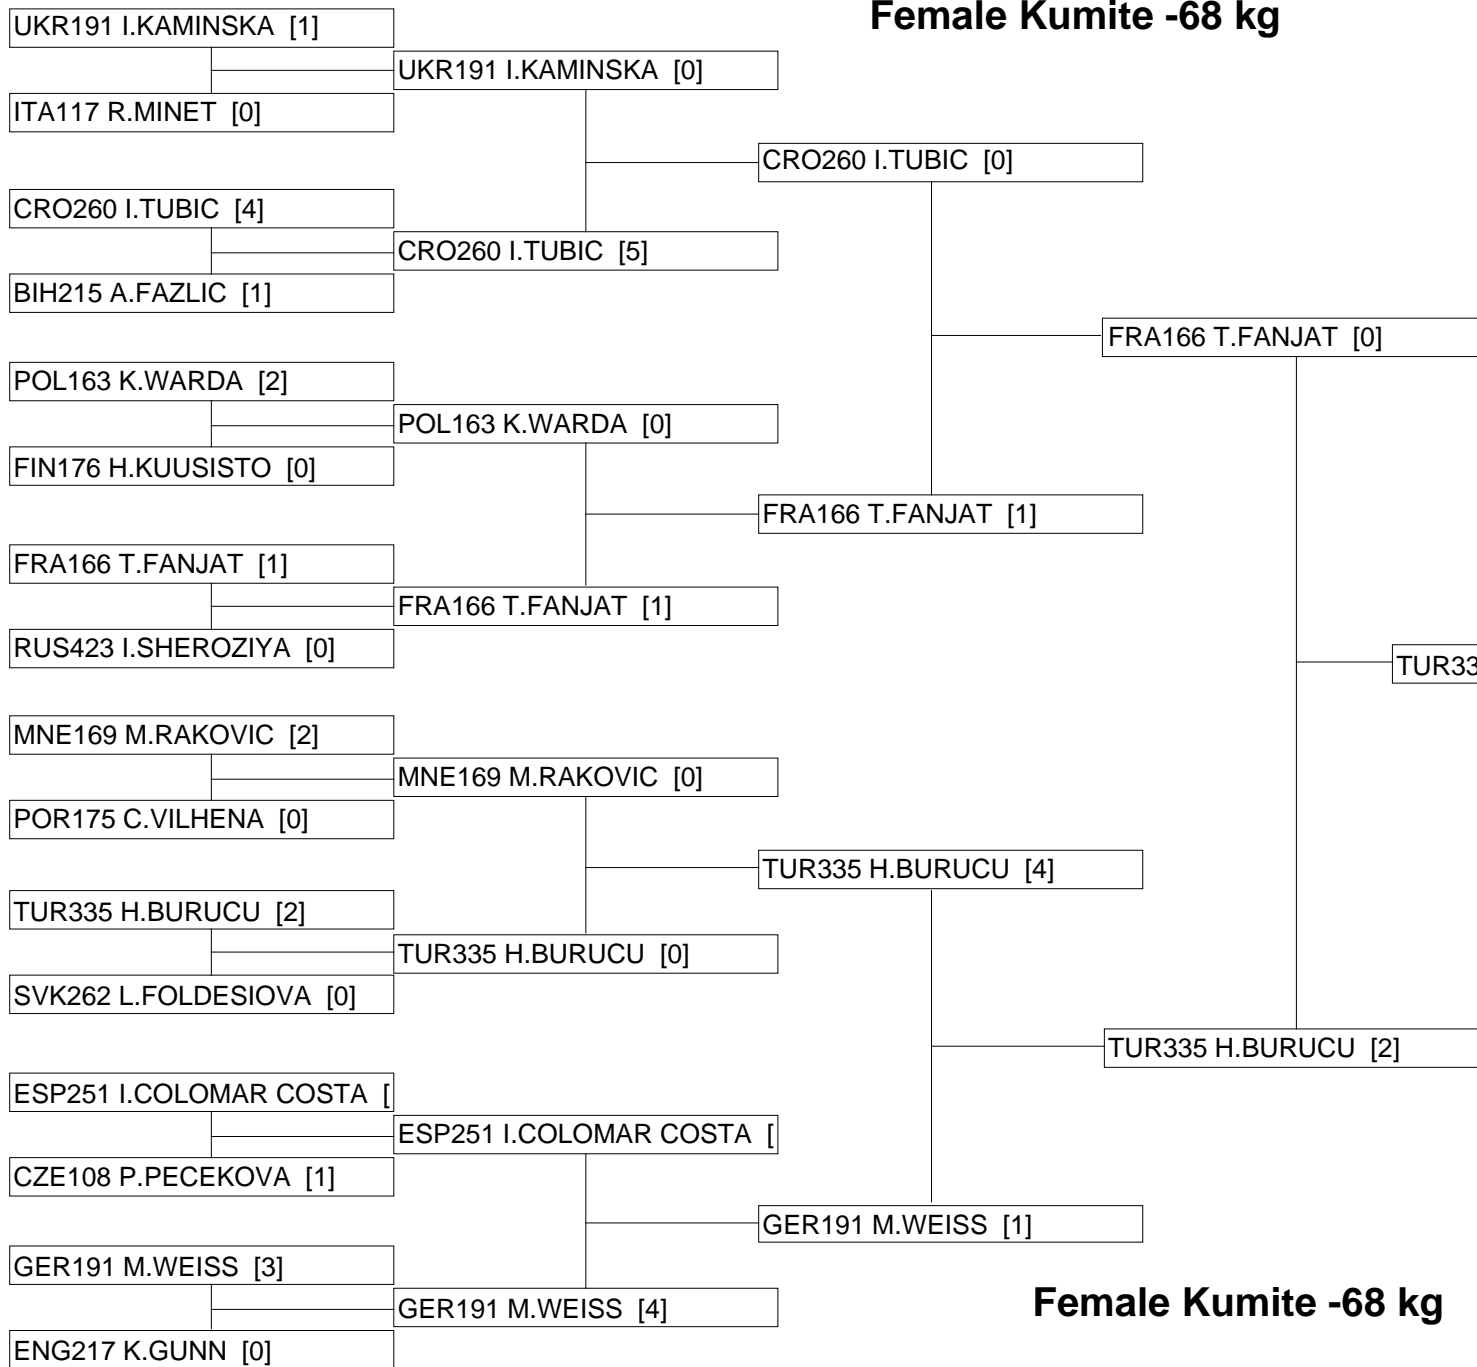 Female Kumite -68 kg
UKR191 I.KAMINSKA [1]
UKR191 I.KAMINSKA [0]
ITA117 R.MINET [0]
CRO260 I.TUBIC [0]
CRO260 I.TUBIC [4]
CRO260 I.TUBIC [5]
BIH215 A.FAZLIC [1]
FRA166 T.FANJAT [0]
POL163 K.WARDA [2]
POL163 K.WARDA [0]
FIN176 H.KUUSISTO [0]
FRA166 T.FANJAT [1]
FRA166 T.FANJAT [1]
FRA166 T.FANJAT [1]
RUS423 I.SHEROZIYA [0]
TUR33
MNE169 M.RAKOVIC [2]
MNE169 M.RAKOVIC [0]
POR175 C.VILHENA [0]
TUR335 H.BURUCU [4]
TUR335 H.BURUCU [2]
TUR335 H.BURUCU [0]
SVK262 L.FOLDESIOVA [0]
TUR335 H.BURUCU [2]
ESP251 I.COLOMAR COSTA [
ESP251 I.COLOMAR COSTA [
CZE108 P.PECEKOVA [1]
GER191 M.WEISS [1]
GER191 M.WEISS [3]
GER191 M.WEISS [4]
Female Kumite -68 kg
ENG217 K.GUNN [0]